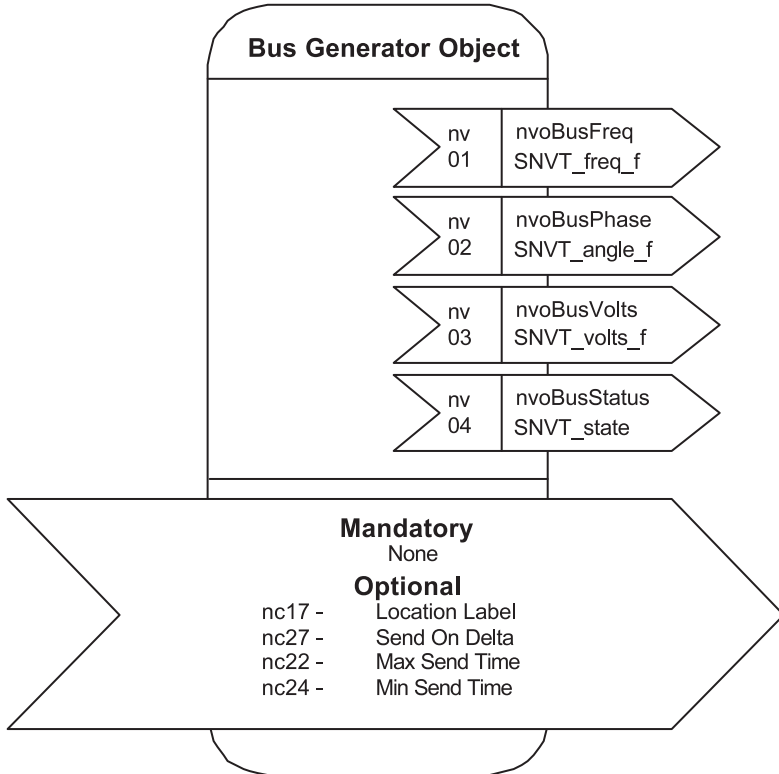 Bus Generator Object
nv
01
nvoBusFreq
SNVT_freq_f
nv
02
nvoBusPhase
SNVT_angle_f
nv
03
nvoBusVolts
SNVT_volts_f
nv
04
nvoBusStatus
SNVT_state
Mandatory
None
Optional
nc17 - Location Label
nc27 - Send On Delta
nc22 - Max Send Time
nc24 - Min Send Time